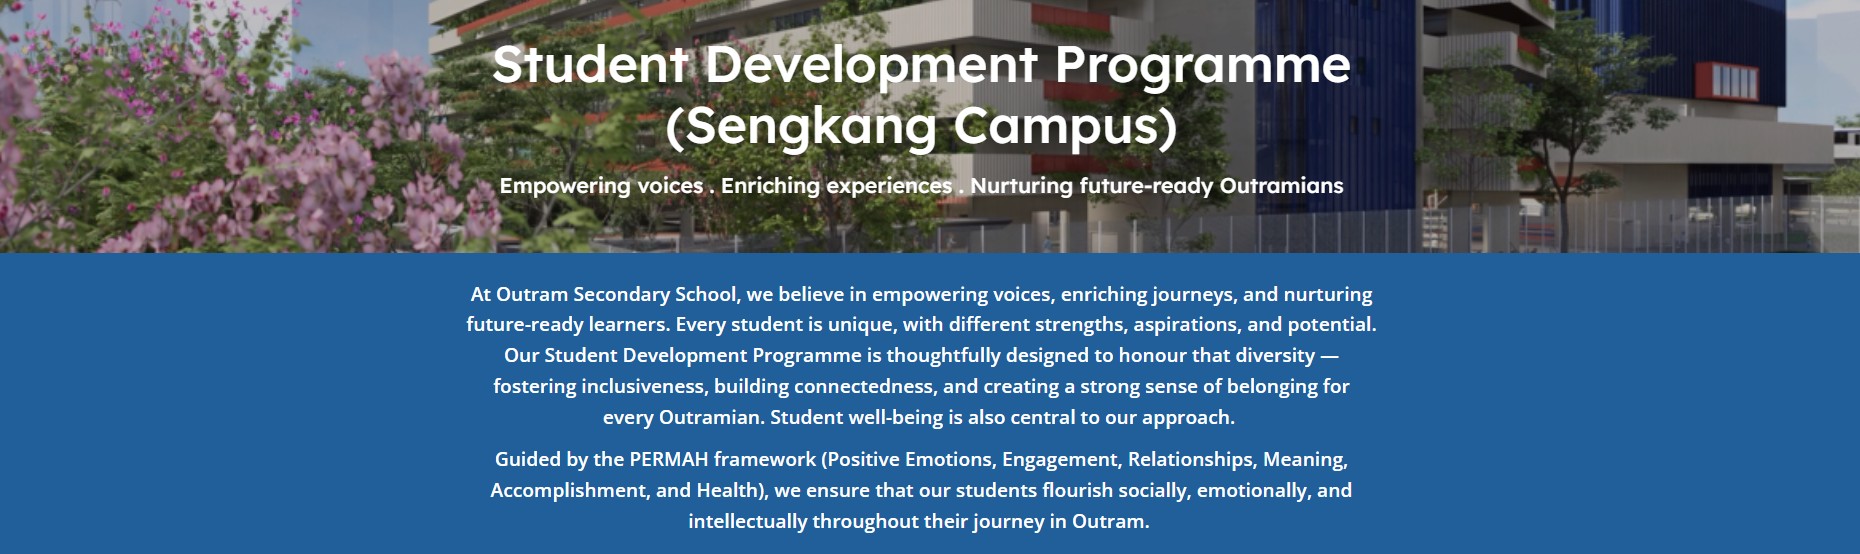 Student Development Programme
(Sengkang Campus)
Empowering voices . Enriching experiences . Nurturing future-ready Outramians
At Outram Secondary School, we believe in empowering voices, enriching journeys, and nurturing
future-ready learners. Every student is unique, with different strengths, aspirations, and potential.
Our Student Development Programme is thoughtfully designed to honour that diversity —
fostering inclusiveness, building connectedness, and creating a strong sense of belonging for
every Outramian. Student well-being is also central to our approach.
Guided by the PERMAH framework (Positive Emotions, Engagement, Relationships, Meaning,
Accomplishment, and Health), we ensure that our students flourish socially, emotionally, and
intellectually throughout their journey in Outram.